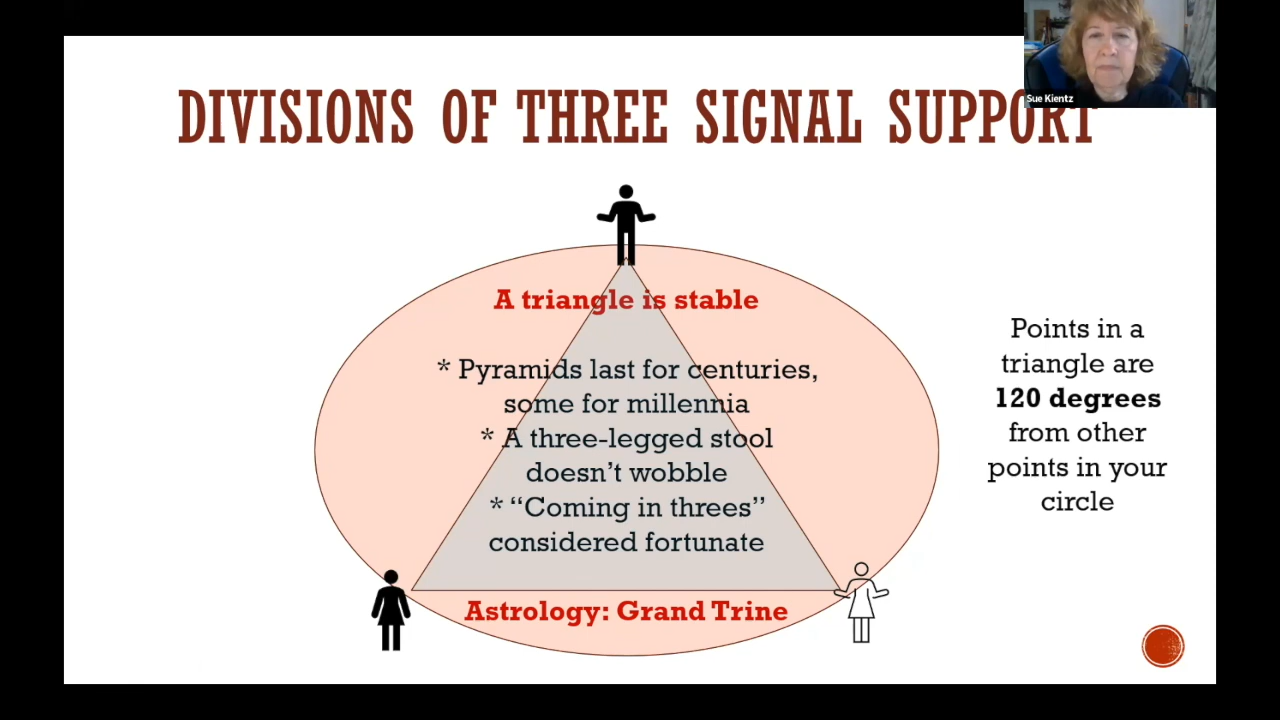 DIVISIONS OF THREE SIGNAL SUPPORT
Sue Kientz
A triangle is stable
* Pyramids last for centuries,
some for millennia
* A three-legged stool
doesn’t wobble
* “Coming in threes”
considered fortunate
Astrology: Grand Trine
Points in a
triangle are
120 degrees
from other
points in your
circle